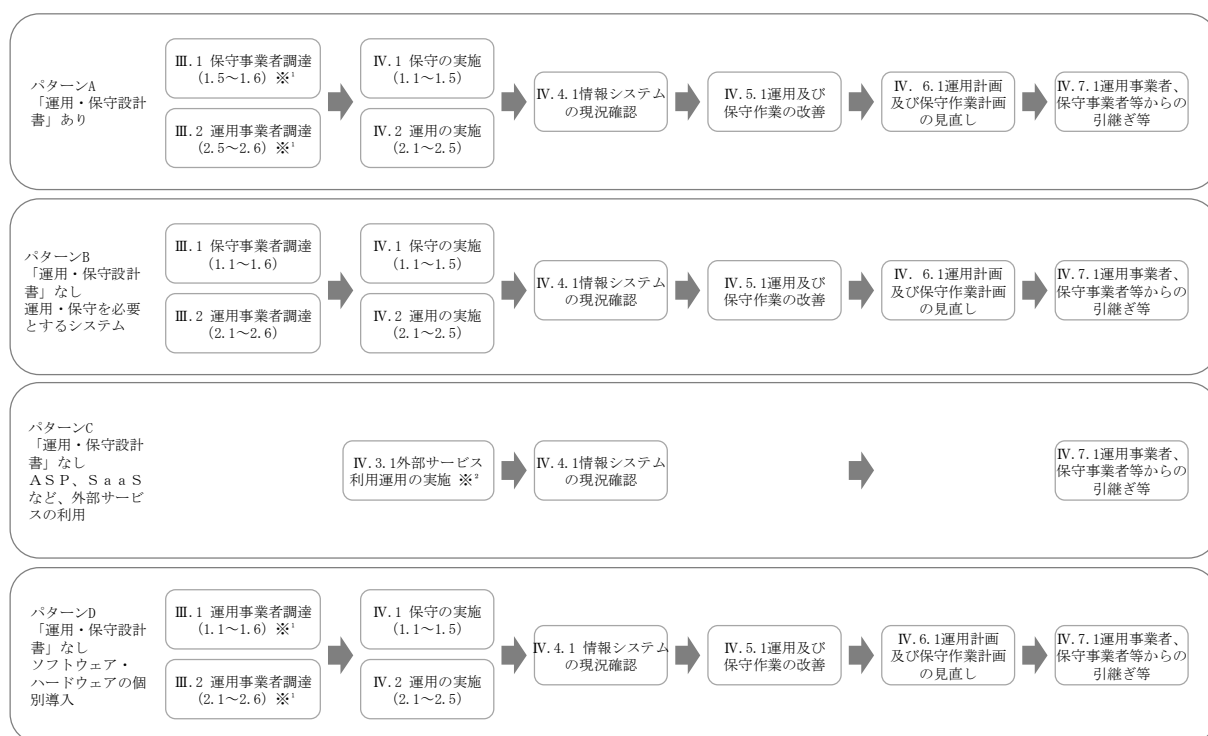 パターンA
「運用・保守設計
書」あり
Ⅲ.1 保守事業者調達
(1.5～1.6) ※¹
Ⅲ.2 運用事業者調達
(2.5～2.6) ※¹
Ⅳ.1 保守の実施
(1.1～1.5)
Ⅳ.2 運用の実施
(2.1～2.5)
Ⅳ.4.1情報システム
の現況確認
Ⅳ.5.1運用及び
保守作業の改善
Ⅳ. 6.1運用計画
及び保守作業計画
の見直し
Ⅳ.7.1運用事業者、
保守事業者等からの
引継ぎ等
パターンB
「運用・保守設計
書」なし
運用・保守を必要
とするシステム
Ⅲ.1 保守事業者調達
(1.1～1.6)
Ⅲ.2 運用事業者調達
(2.1～2.6)
Ⅳ.1 保守の実施
(1.1～1.5)
Ⅳ.2 運用の実施
(2.1～2.5)
Ⅳ.4.1情報システム
の現況確認
Ⅳ.5.1運用及び
保守作業の改善
Ⅳ. 6.1運用計画
及び保守作業計画
の見直し
Ⅳ.7.1運用事業者、
保守事業者等からの
引継ぎ等
パターンC
「運用・保守設計
書」なし
ＡＳＰ、ＳａａＳ
など、外部サービ
スの利用
Ⅳ.3.1外部サービス
利用運用の実施 ※²
Ⅳ.4.1情報システム
の現況確認
Ⅳ.7.1運用事業者、
保守事業者等からの
引継ぎ等
パターンD
「運用・保守設計
書」なし
ソフトウェア・
ハードウェアの個
別導入
Ⅲ.1 運用事業者調達
(1.1～1.6) ※¹
Ⅲ.2 運用事業者調達
(2.1～2.6) ※¹
Ⅳ.1 保守の実施
(1.1～1.5)
Ⅳ.2 運用の実施
(2.1～2.5)
Ⅳ.4.1 情報システム
の現況確認
Ⅳ.5.1運用及び
保守作業の改善
Ⅳ.6.1運用計画
及び保守作業計画
の見直し
Ⅳ.7.1運用事業者、
保守事業者等からの
引継ぎ等